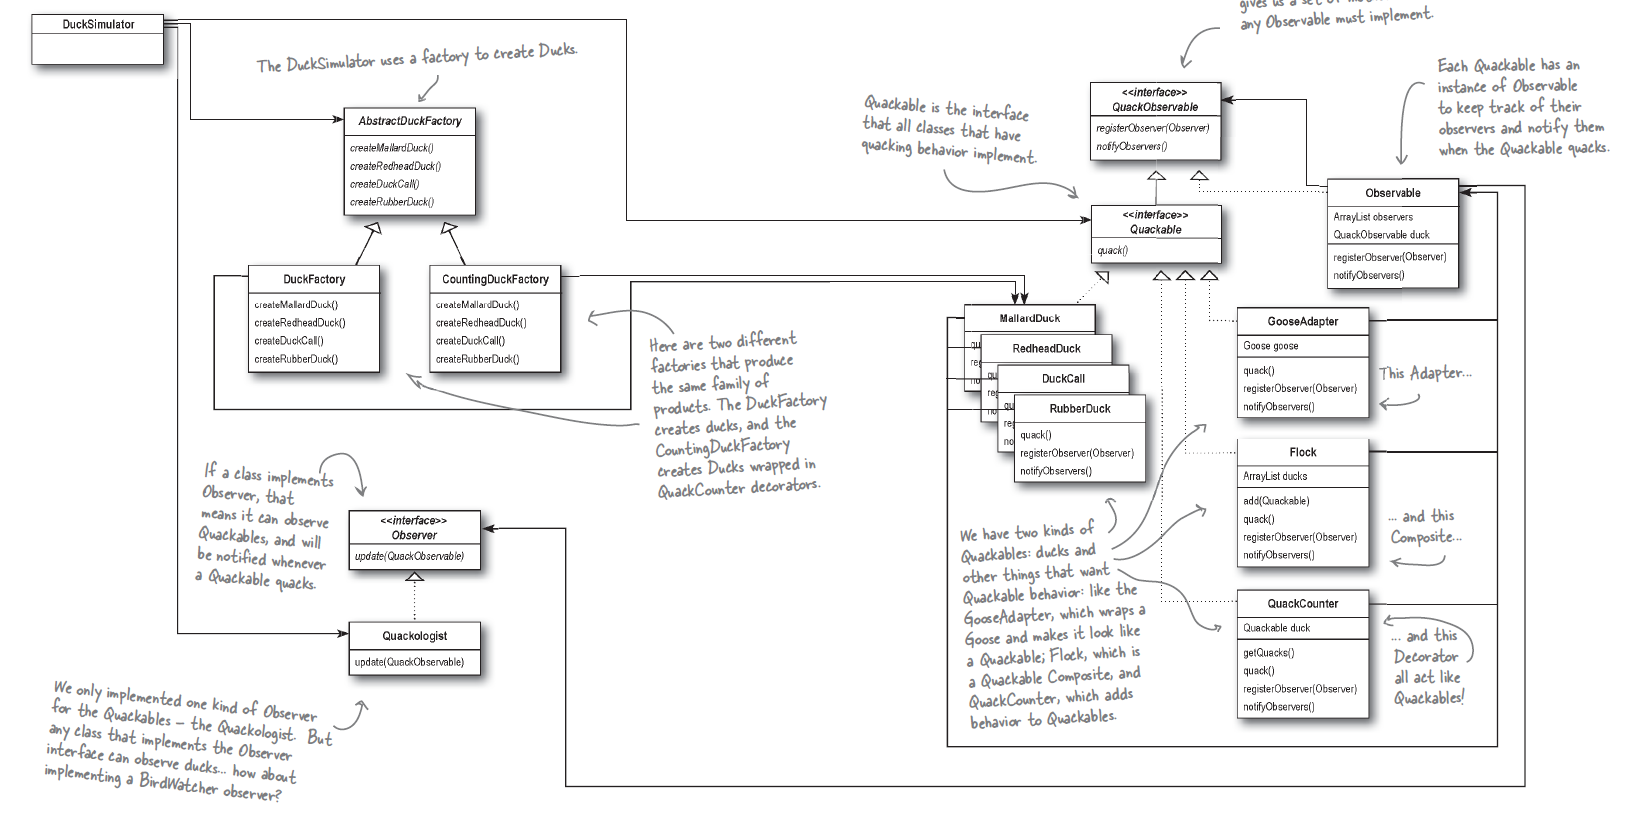 DuckSimulator
The DuckSimulator uses a factory to create Ducks.
AbstractDuckFactory
createMallardDuck()
createRedheadDuck()
createDuckCall()
createRubberDuck()
DuckFactory
createMallardDuck()
createRedheadDuck()
createDuckCall()
createRubberDuck()
CountingDuckFactory
createMallardDuck()
createRedheadDuck()
createDuckCall()
createRubberDuck()
Here are two different
factories that produce
the same family of
products. The DuckFactory
creates ducks, and the
CountingDuckFactory
creates Ducks wrapped in
QuackCounter decorators.
If a class implements
Observer, that
means it can observe
Quackables, and will
be notified whenever
a Quackable quacks.
<<interface>>
Observer
update(QuackObservable)
Quackologist
update(QuackObservable)
We only implemented one kind of Observer
for the Quackables – the Quackologist. But
any class that implements the Observer
interface can observe ducks... how about
implementing a BirdWatcher observer?
gives us a set of
any Observable must implement.
<<interface>>
QuackObservable
registerObserver(Observer)
notifyObservers()
Quackable is the interface
that all classes that have
quacking behavior implement.
<<interface>>
Quackable
quack()
Each Quackable has an
instance of Observable
to keep track of their
observers and notify them
when the Quackable quacks.
Observable
ArrayList observers
QuackObservable duck
registerObserver(Observer)
notifyObservers()
MallardDuck
qu
reg
no
RedheadDuck
qu
reg
no
DuckCall
qu
reg
no
RubberDuck
quack()
registerObserver(Observer)
notifyObservers()
We have two kinds of
Quackables: ducks and
other things that want
Quackable behavior: like the
GooseAdapter, which wraps a
Goose and makes it look like
a Quackable; Flock, which is
a Quackable Composite, and
QuackCounter, which adds
behavior to Quackables.
GooseAdapter
Goose goose
quack()
registerObserver(Observer)
notifyObservers()
This Adapter...
Flock
ArrayList ducks
add(Quackable)
quack()
registerObserver(Observer)
notifyObservers()
... and this
Composite...
QuackCounter
Quackable duck
getQuacks()
quack()
registerObserver(Observer)
notifyObservers()
... and this
Decorator
all act like
Quackables!